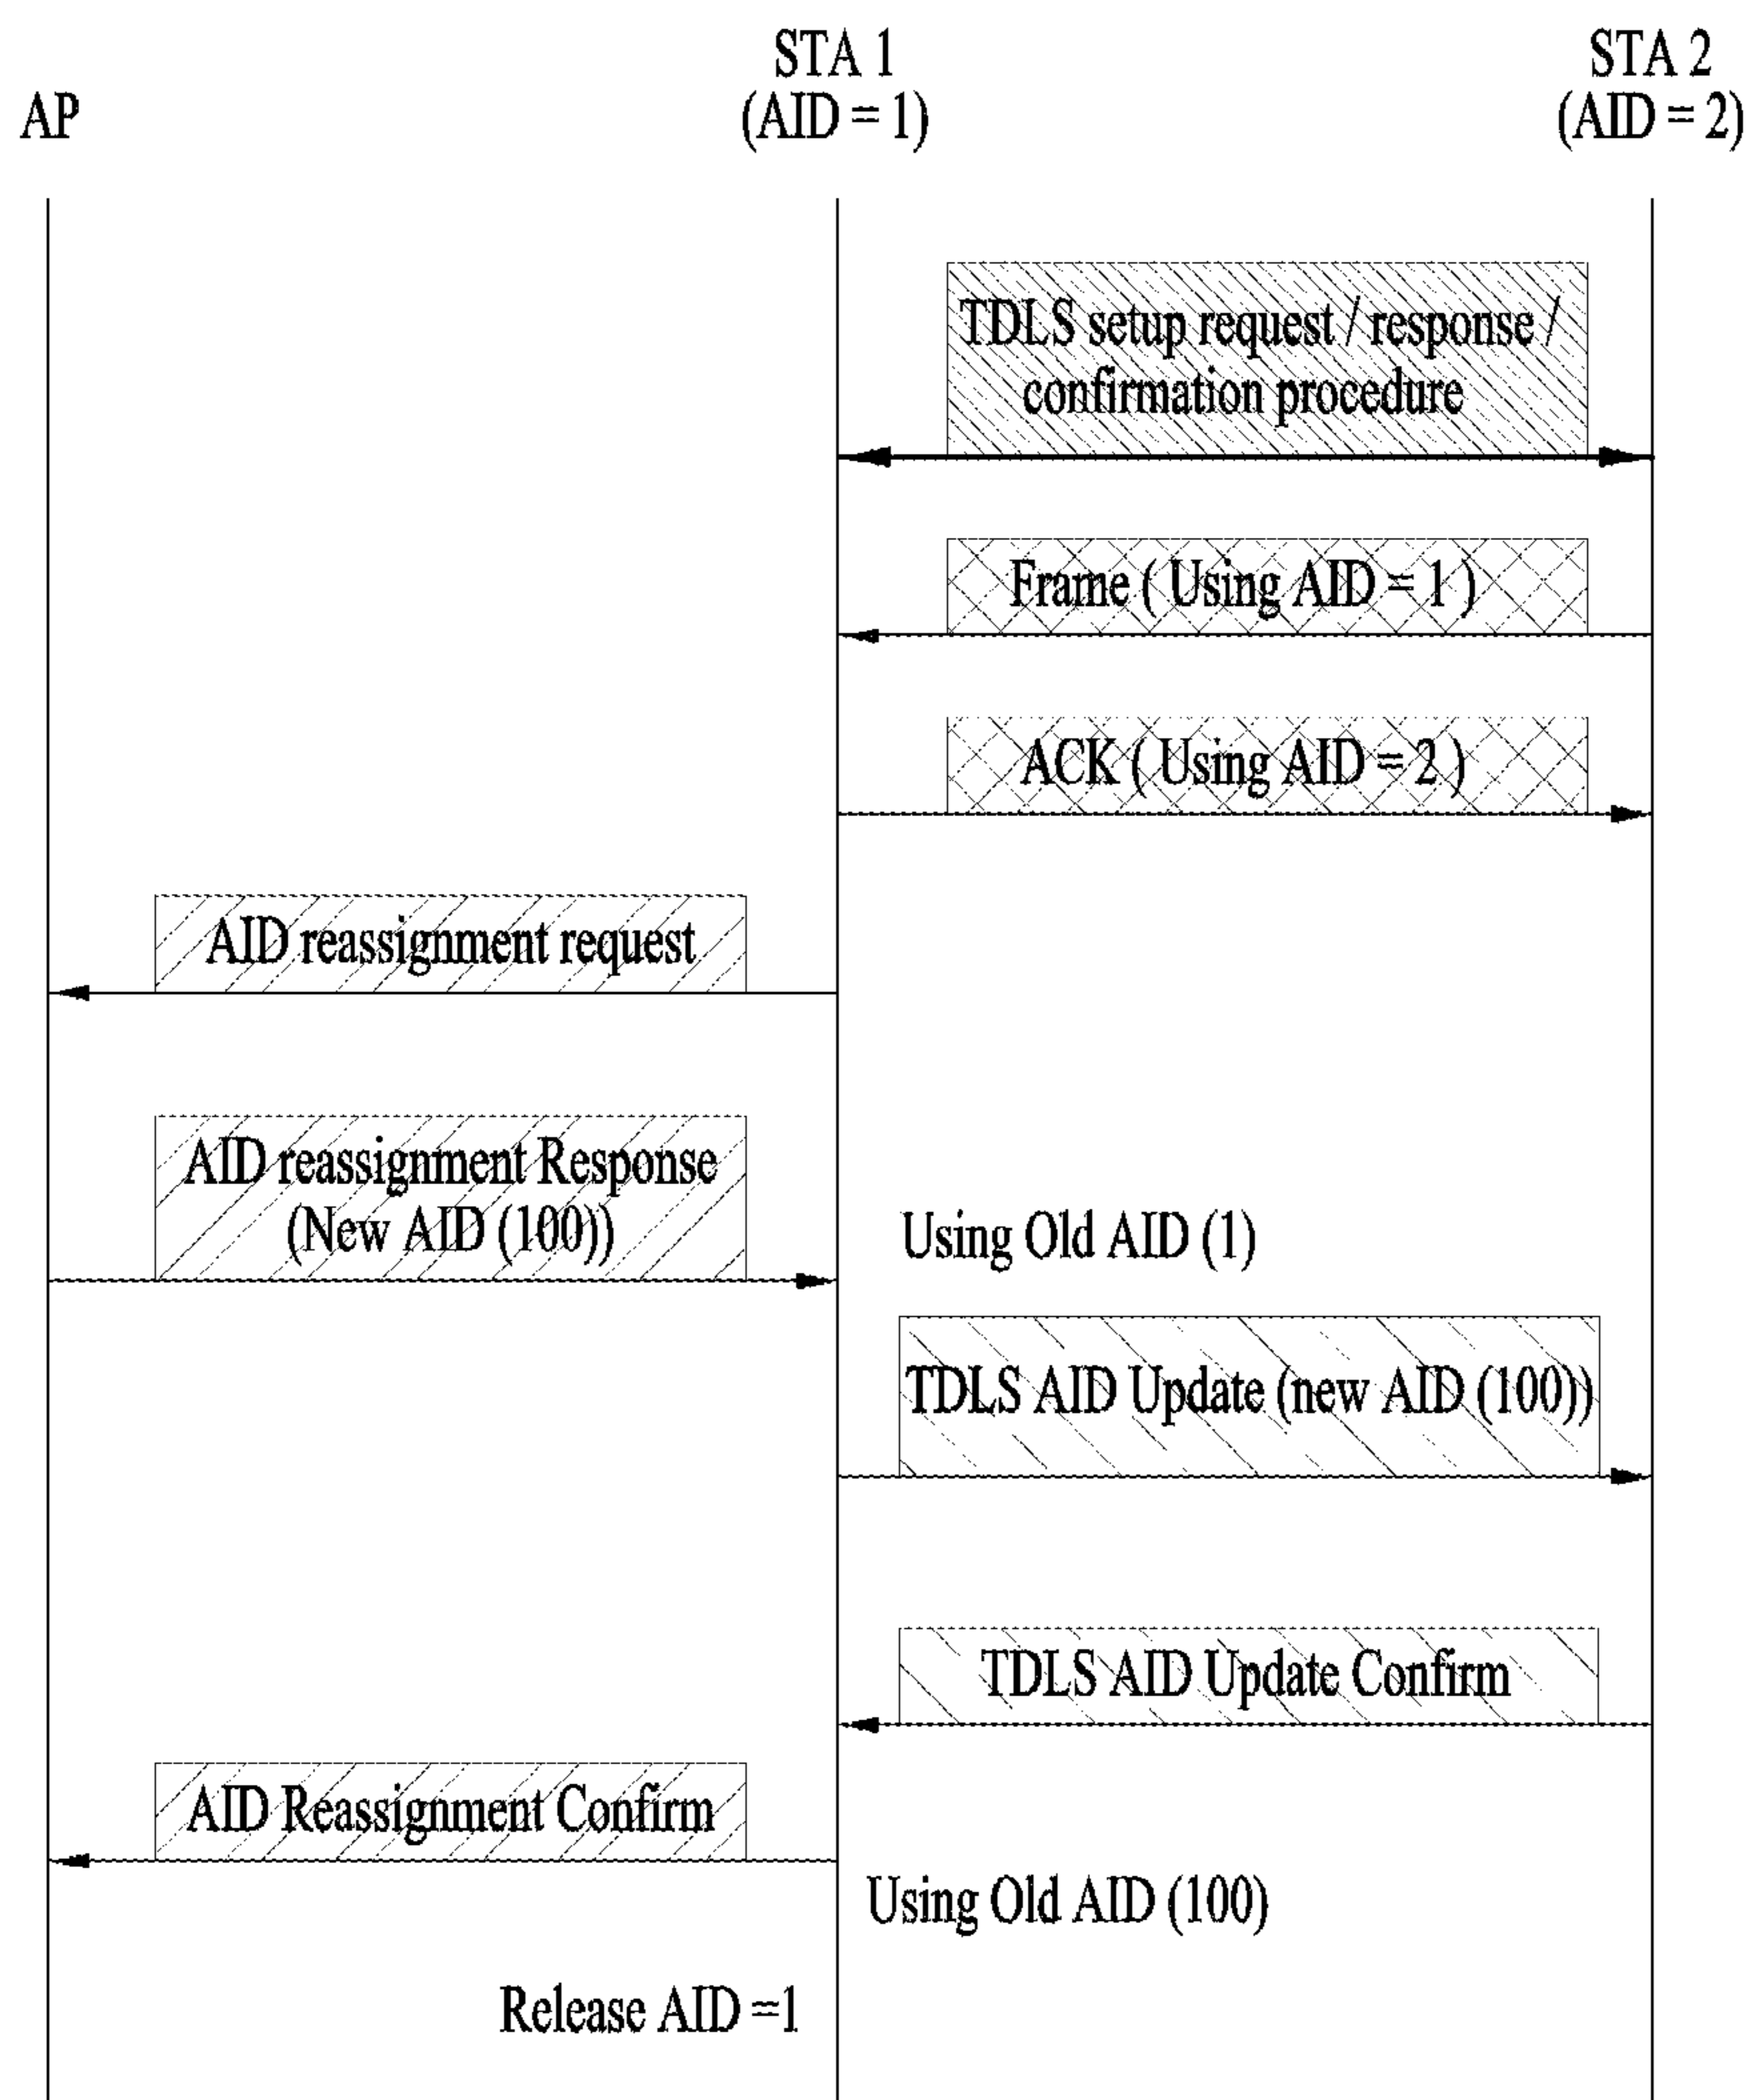 AP
STA 1
(AID = 1)
STA 2
(AID = 2)
TDLS setup request / response /
confirmation procedure
Frame ( Using AID = 1 )
ACK ( Using AID = 2 )
AID reassignment request
AID reassignment Response
(New AID (100))
Using Old AID (1)
TDLS AID Update (new AID (100))
TDLS AID Update Confirm
AID Reassignment Confirm
Using Old AID (100)
Release AID =1